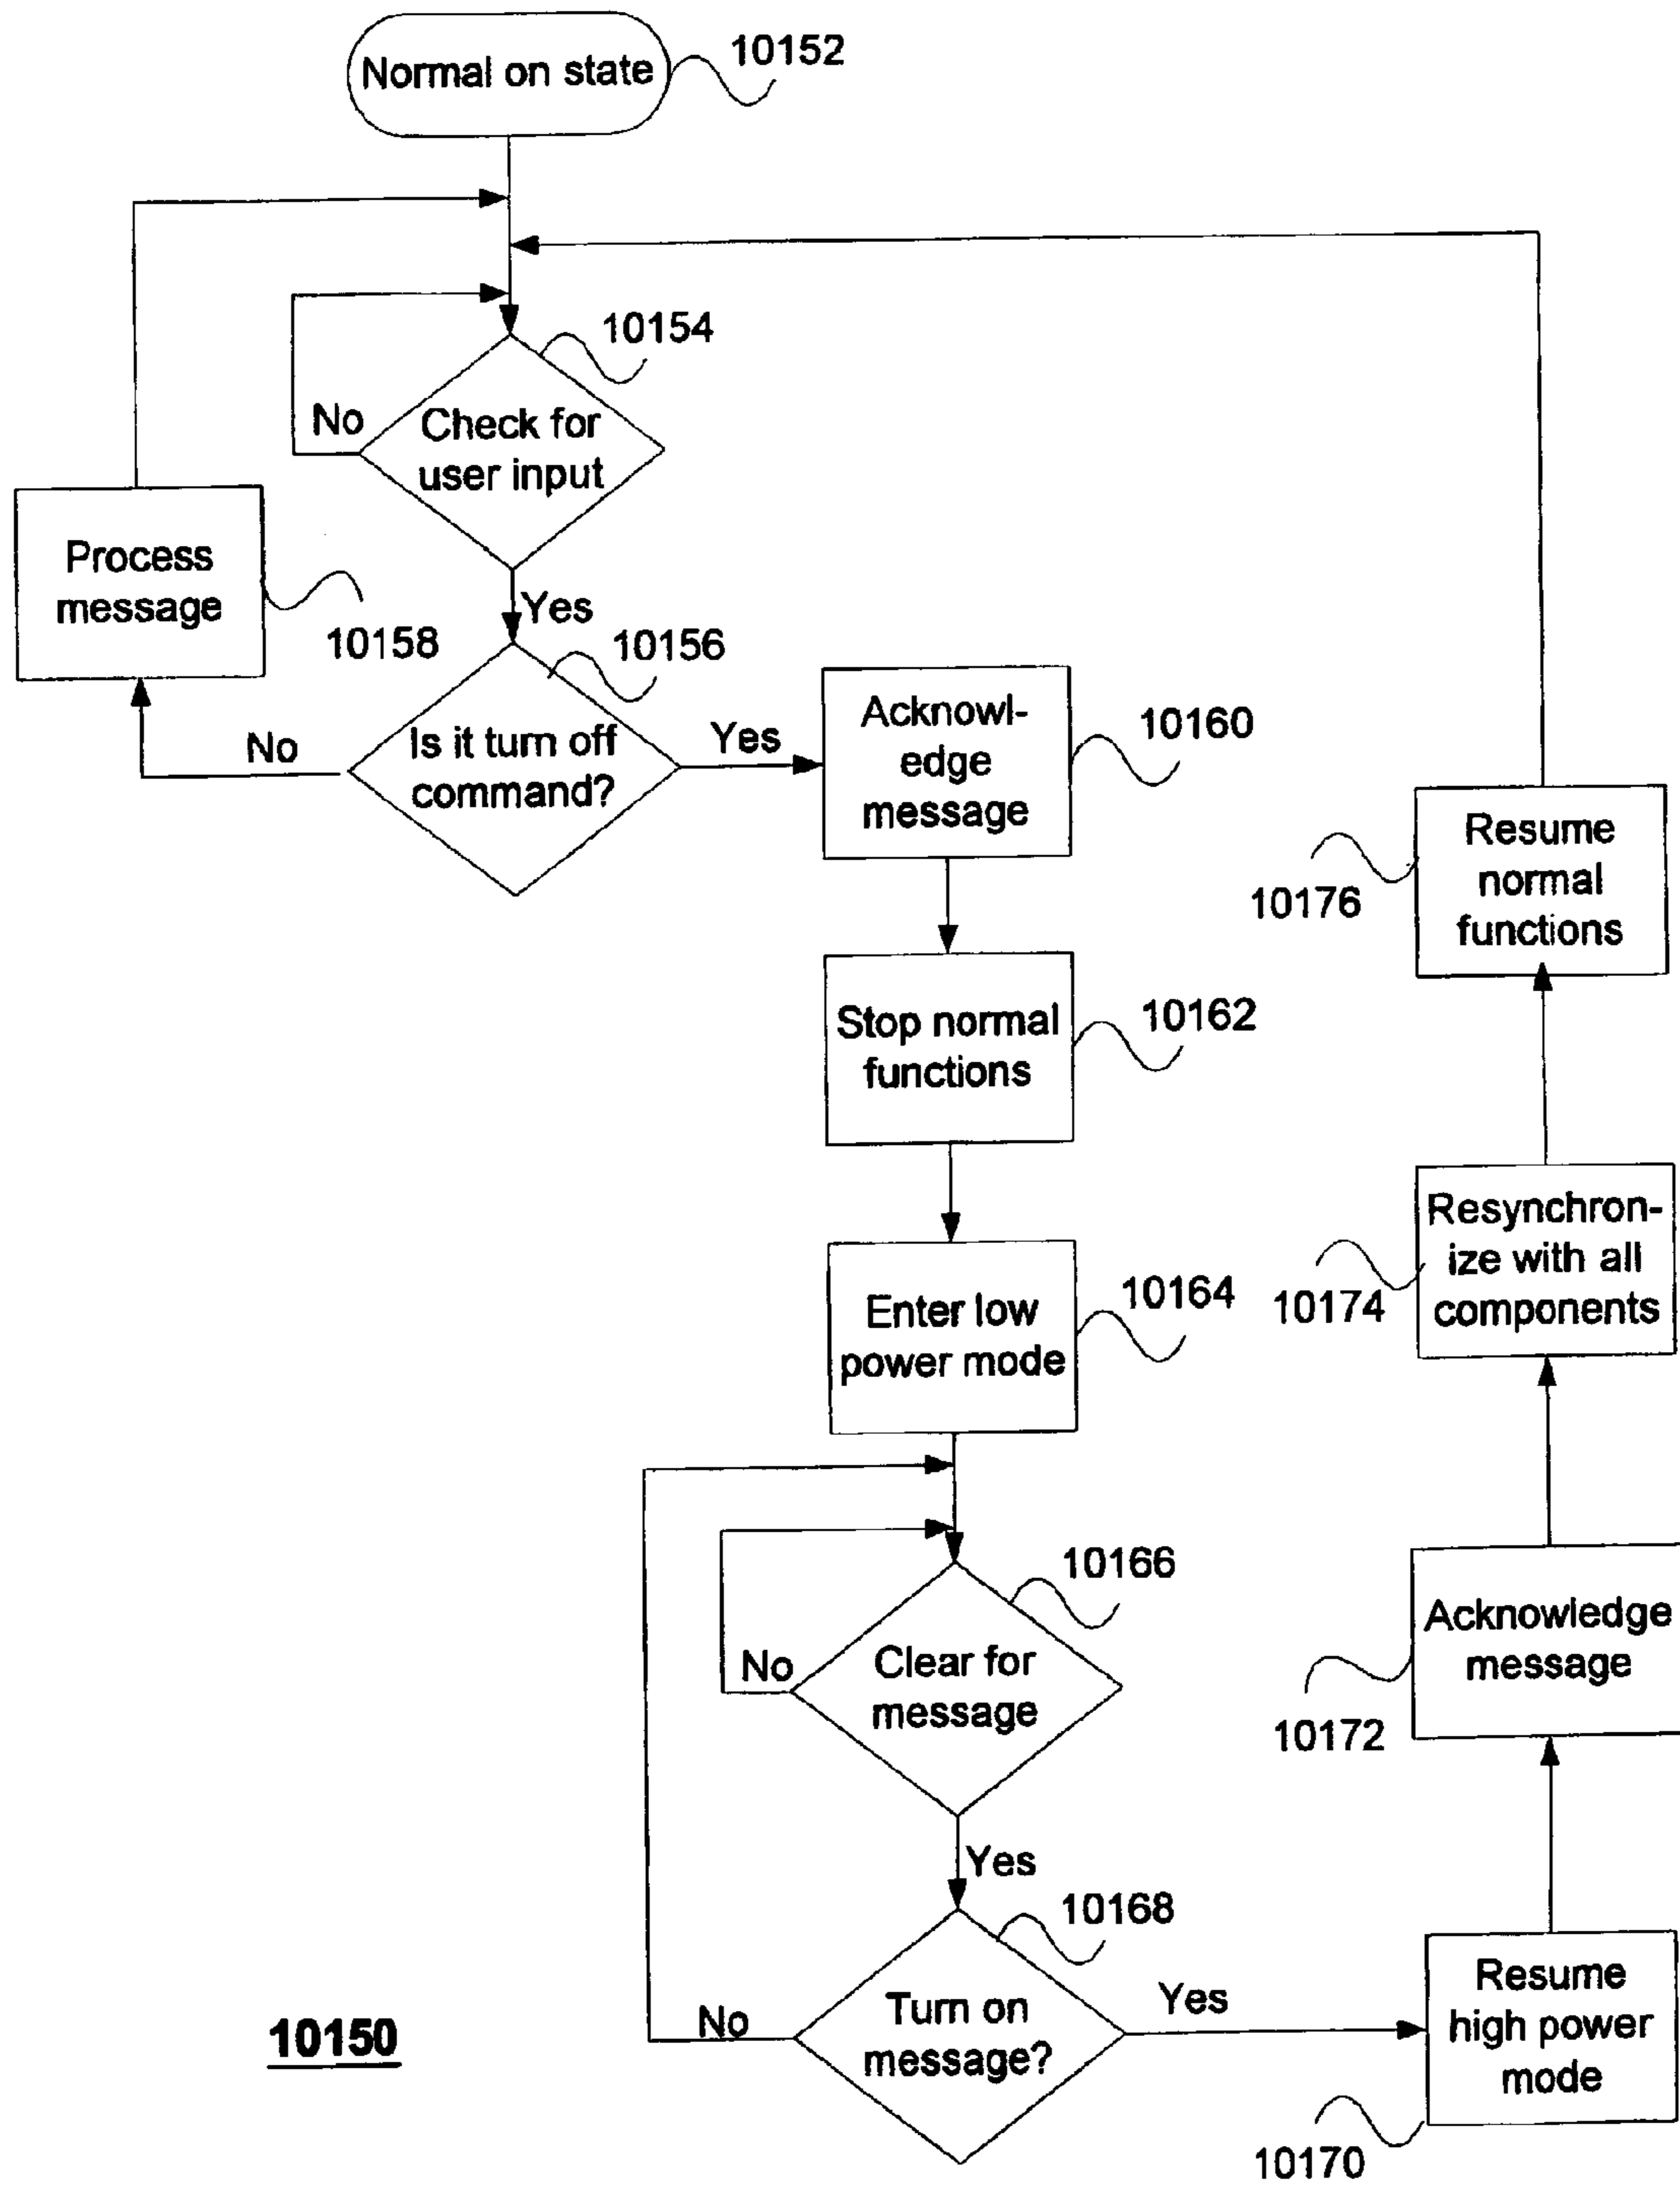 Normal on state
10152
10154
No
Check for
user input
Process
message
10158
Yes
10156
Is it turn off
command?
No
Yes
Acknowl-
edge
message
10160
Stop normal
functions
10162
Enter low
power mode
10164
10166
No
Clear for
message
Yes
10168
No
Turn on
message?
Yes
Resume
high power
mode
10170
Acknowledge
message
10172
Resynchron-
ize with all
components
10174
Resume
normal
functions
10176
10150